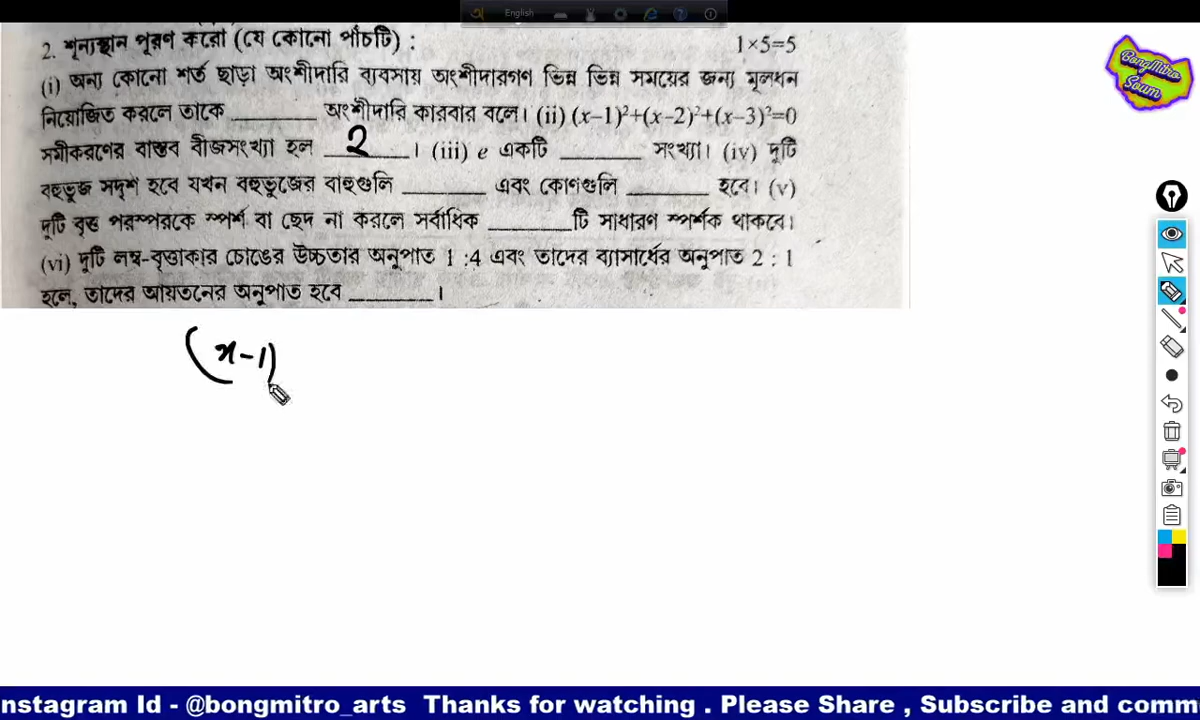 English
2. শূন্যস্থান পূরণ করো (যে কোনো পাঁচটি) : 1×5=5
(i) অন্য কোনো শর্ত ছাড়া অংশীদারি ব্যবসায় অংশীদারগণ ভিন্ন ভিন্ন সময়ের জন্য মূলধন
নিয়োজিত করলে তাকে ________ অংশীদারি কারবার বলে। (ii) (x−1)²+(x−2)²+(x−3)²=0
সমীকরণের বাস্তব বীজসংখ্যা হল __2__। (iii) e একটি ________ সংখ্যা। (iv) দুটি
বহুভুজ সদৃশ হবে যখন বহুভুজের বাহুগুলি ________ এবং কোণগুলি ________ হবে। (v)
দুটি বৃত্ত পরস্পরকে স্পর্শ বা ছেদ না করলে সর্বাধিক ________টি সাধারণ স্পর্শক থাকবে।
(vi) দুটি লম্ব-বৃত্তাকার চোঙের উচ্চতার অনুপাত 1 :4 এবং তাদের ব্যাসার্ধের অনুপাত 2 : 1
হলে, তাদের আয়তনের অনুপাত হবে ________।
(x-1)
BongMitro
Soum
nstagram Id - @bongmitro_arts Thanks for watching . Please Share , Subscribe and comm